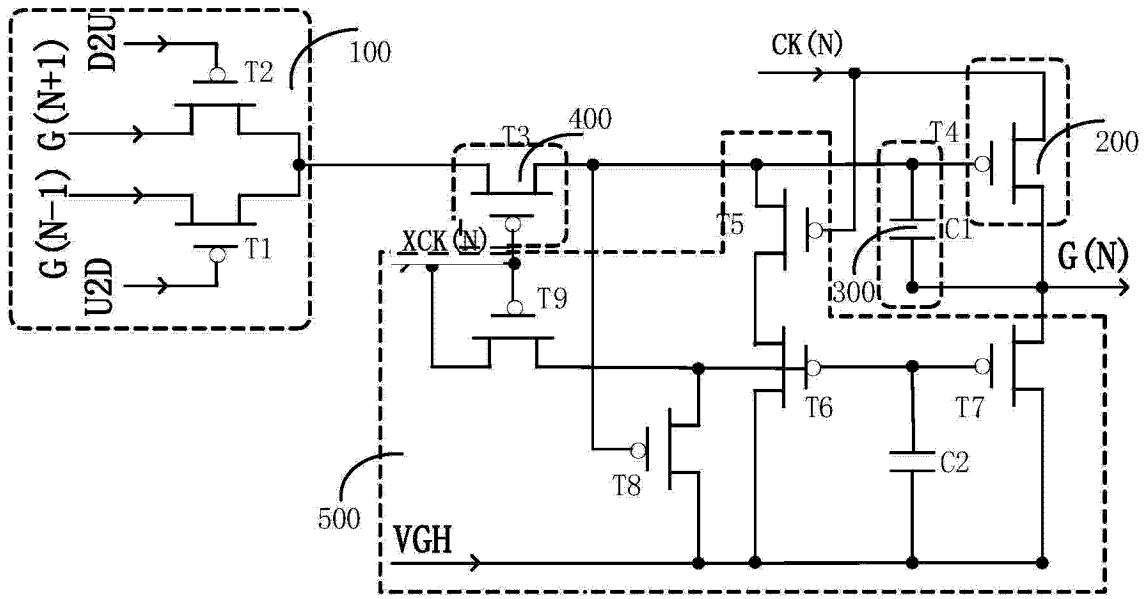 D2U
100
G(N+1)
T2
CK(N)
T3
400
T4
200
G(N-1)
T1
XCK(N)
T5
C1
G(N)
U2D
T9
300
T6
T7
T8
C2
500
VGH